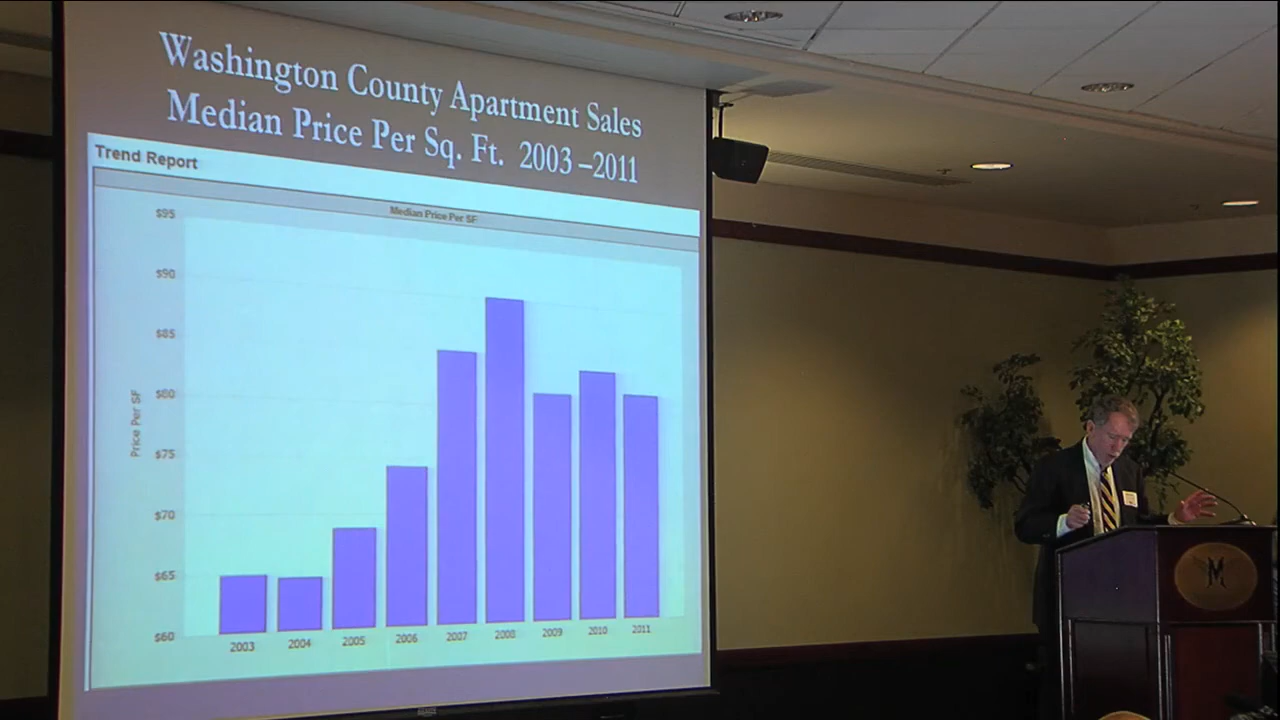 Washington County Apartment Sales
Median Price Per Sq. Ft. 2003 –2011
Trend Report
Median Price Per SF
$95
$90
$85
$80
$75
$70
$65
$60
Price Per SF
2003 2004 2005 2006 2007 2008 2009 2010 2011
M